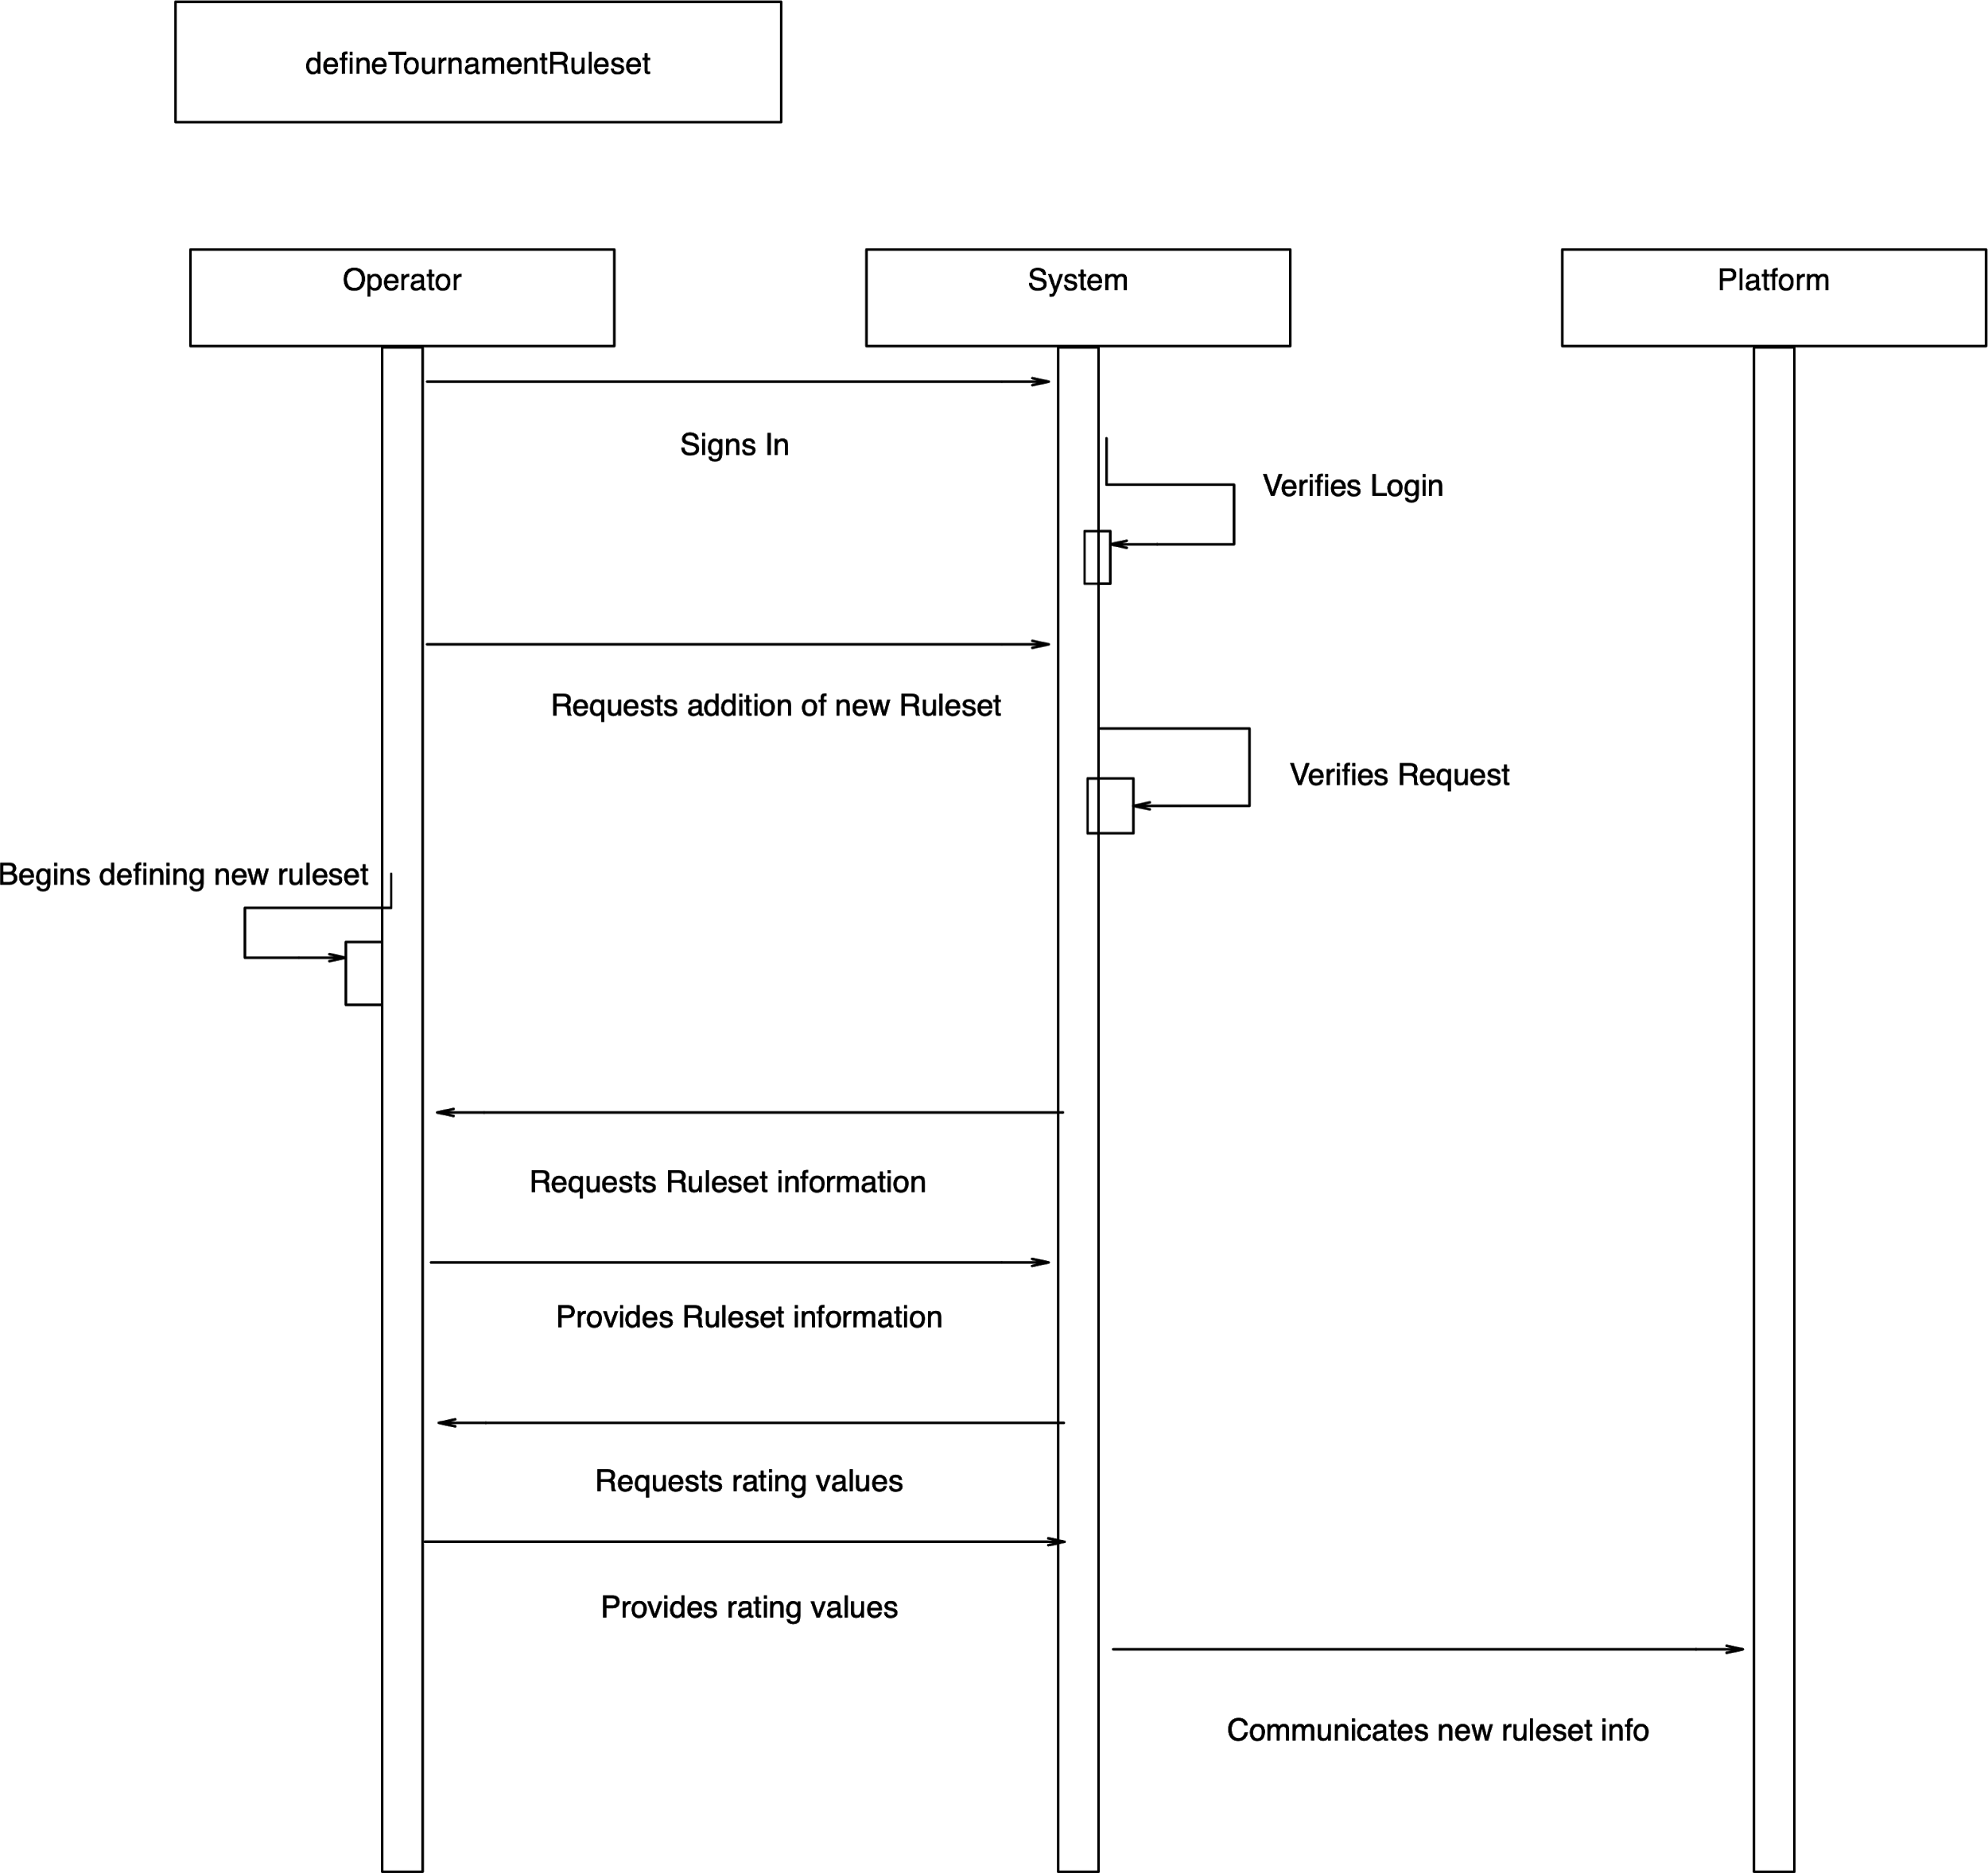 defineTournamentRuleset
Operator
System
Platform
Signs In
Verifies Login
Requests addition of new Ruleset
Verifies Request
Begins defining new ruleset
Requests Ruleset information
Provides Ruleset information
Requests rating values
Provides rating values
Communicates new ruleset info